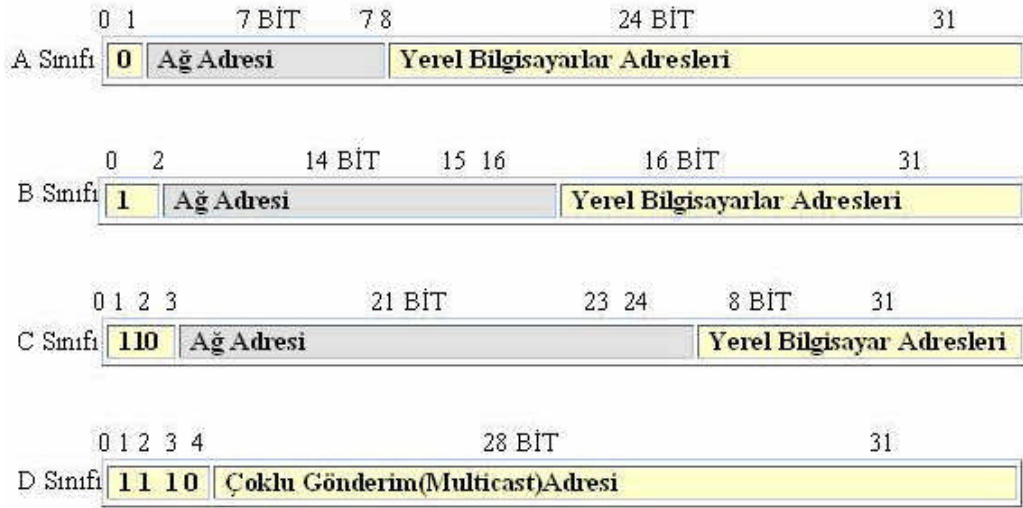 0 1 7 BİT 7 8 24 BİT 31
A Sınıfı 0 Ağ Adresi Yerel Bilgisayarlar Adresleri
0 2 14 BİT 15 16 16 BİT 31
B Sınıfı 1 Ağ Adresi Yerel Bilgisayarlar Adresleri
0 1 2 3 21 BİT 23 24 8 BİT 31
C Sınıfı 110 Ağ Adresi Yerel Bilgisayar Adresleri
0 1 2 3 4 28 BİT 31
D Sınıfı 1 1 1 0 Çoklu Gönderim(Multicast)Adresi